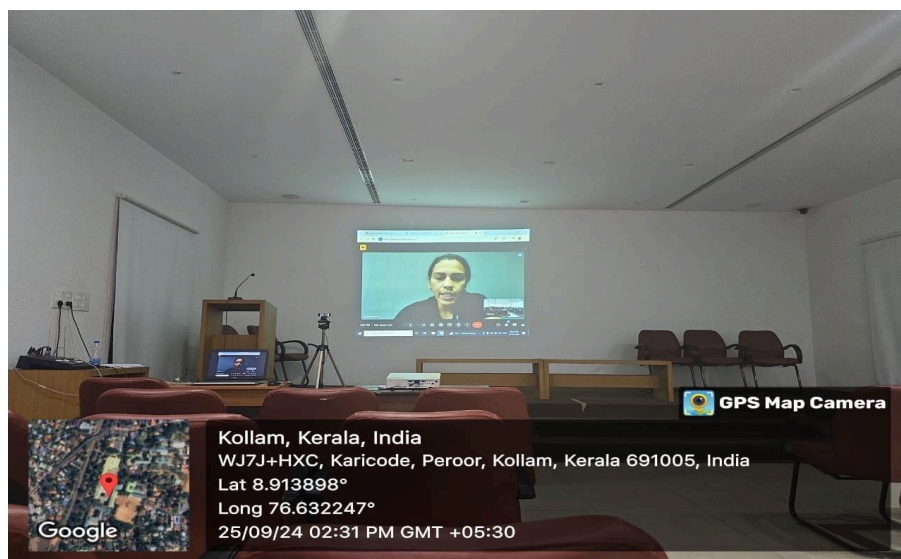 GPS Map Camera
Kollam, Kerala, India
WJ7J+HXC, Karicode, Peroor, Kollam, Kerala 691005, India
Lat 8.913898°
Long 76.632247°
25/09/24 02:31 PM GMT +05:30
Google